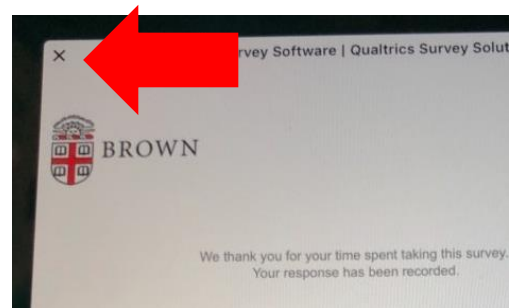 rvey Software | Qualtrics Survey Solut
BROWN
We thank you for your time spent taking this survey.
Your response has been recorded.